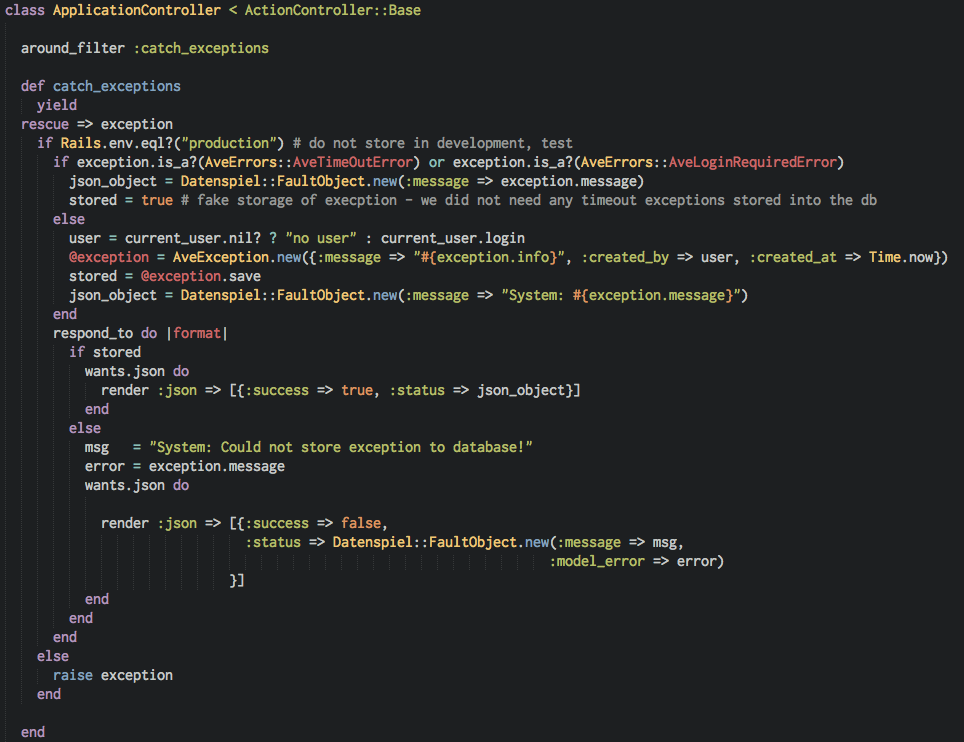 class ApplicationController < ActionController::Base
around_filter :catch_exceptions
def catch_exceptions
yield
rescue => exception
if Rails.env.eql?("production") # do not store in development, test
if exception.is_a?(AveErrors::AveTimeOutError) or exception.is_a?(AveErrors::AveLoginRequiredError)
json_object = Datenspiel::FaultObject.new(:message => exception.message)
stored = true # fake storage of execption - we did not need any timeout exceptions stored into the db
else
user = current_user.nil? ? "no user" : current_user.login
@exception = AveException.new({:message => "#{exception.info}", :created_by => user, :created_at => Time.now})
stored = @exception.save
json_object = Datenspiel::FaultObject.new(:message => "System: #{exception.message}")
end
respond_to do |format|
if stored
wants.json do
render :json => [{:success => true, :status => json_object}]
end
else
msg   = "System: Could not store exception to database!"
error = exception.message
wants.json do
render :json => [{:success => false,
:status => Datenspiel::FaultObject.new(:message => msg,
:model_error => error)
}]
end
end
end
else
raise exception
end
end